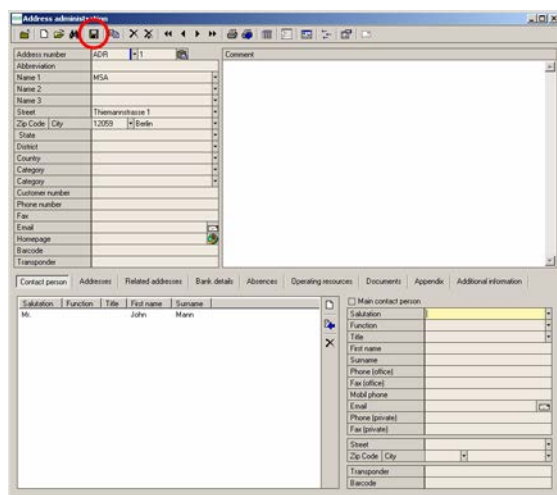 Address administration
Address number ADR -1 Comment
Abbreviation
Name 1 MSA
Name 2
Name 3
Street Thiemannstrasse 1
Zip Code City 12059 Berlin
State
District
Country
Category
Category
Customer number
Phone number
Fax
Email
Homepage
Barcode
Transponder
Contact person Addresses Related addresses Bank details Absences Operating resources Documents Appendix Additional information
Salutation Function Title First name Surname
Mr. John Mann
Main contact person
Salutation
Function
Title
First name
Surname
Phone (office)
Fax (office)
Mobil phone
Email
Phone (private)
Fax (private)
Street
Zip Code City
Transponder
Barcode